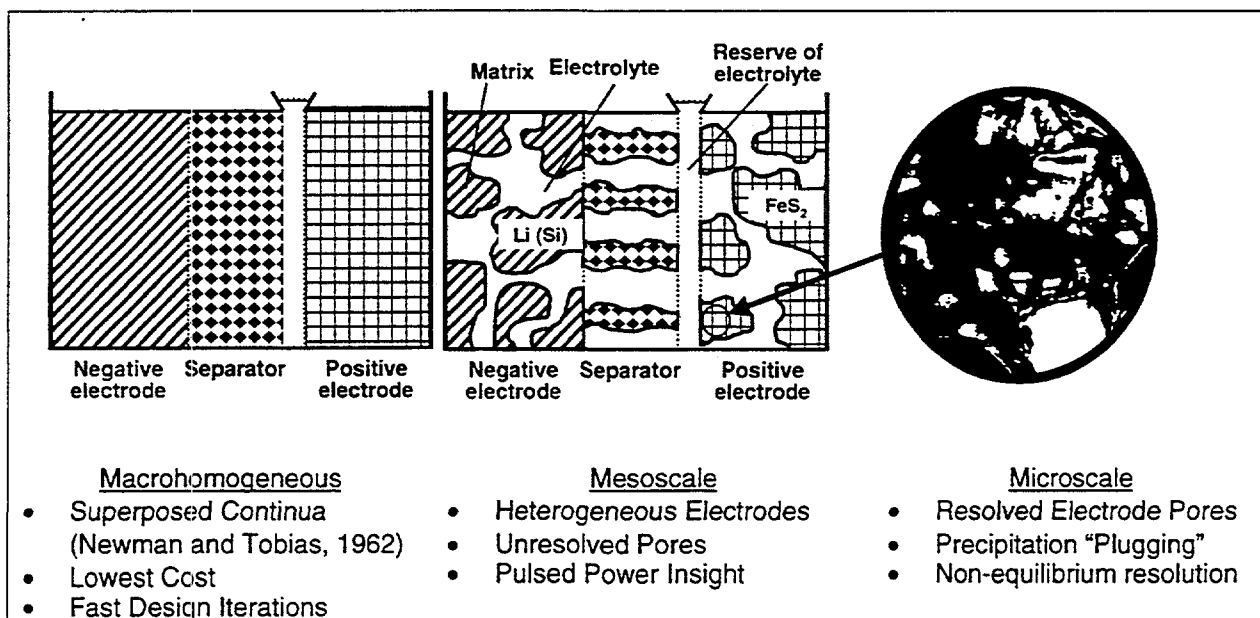 Matrix Electrolyte
Reserve of
electrolyte
Li (Si)
FeS₂
Negative
electrode
Separator
Positive
electrode
Negative
electrode
Separator
Positive
electrode
Macrohomogeneous
• Superposed Continua
(Newman and Tobias, 1962)
• Lowest Cost
• Fast Design Iterations
Mesoscale
• Heterogeneous Electrodes
• Unresolved Pores
• Pulsed Power Insight
Microscale
• Resolved Electrode Pores
• Precipitation “Plugging”
• Non-equilibrium resolution